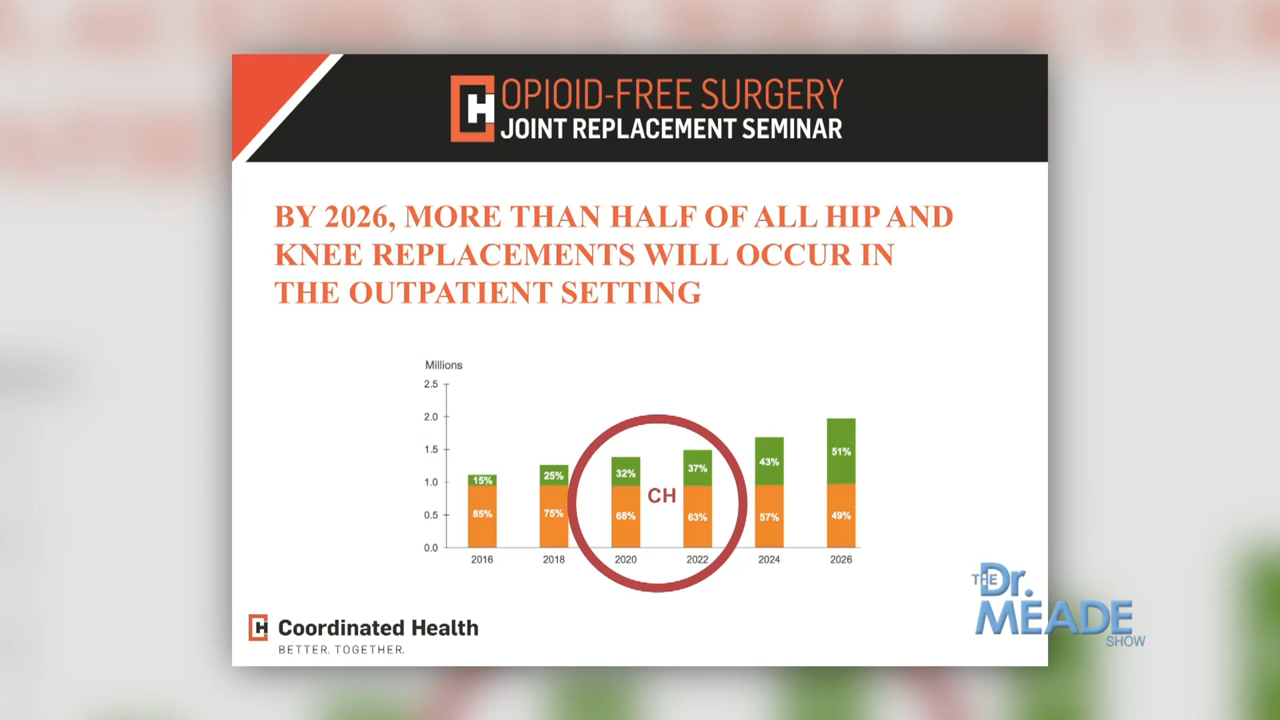 OPIOID-FREE SURGERY
JOINT REPLACEMENT SEMINAR
BY 2026, MORE THAN HALF OF ALL HIP AND
KNEE REPLACEMENTS WILL OCCUR IN
THE OUTPATIENT SETTING
Millions
2.5
2.0
1.5
1.0
0.5
0.0
15%
85%
25%
75%
32%
68%
CH
37%
63%
43%
57%
51%
49%
2016
2018
2020
2022
2024
2026
H Coordinated Health
BETTER. TOGETHER.
THE Dr.
MEADE
SHOW